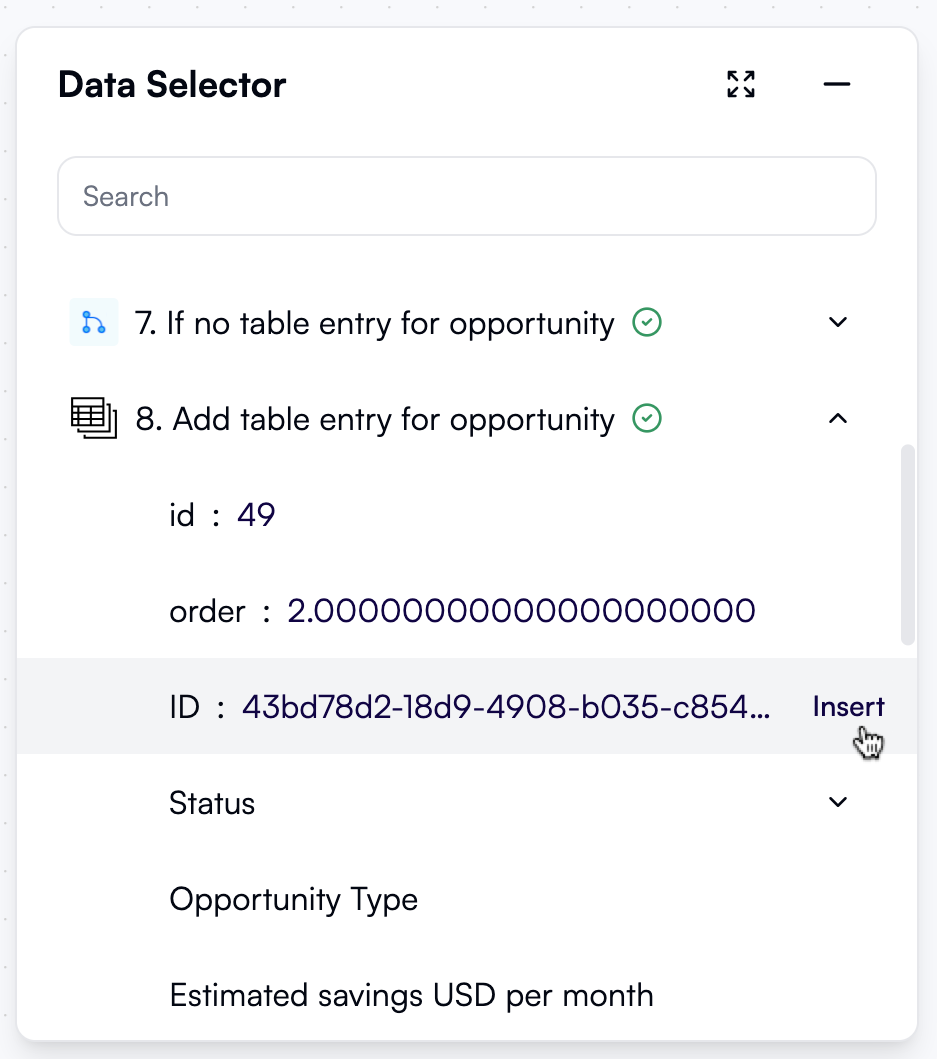 Data Selector
Search
7. If no table entry for opportunity
8. Add table entry for opportunity
id : 49
order : 2.00000000000000000000
ID : 43bd78d2-18d9-4908-b035-c854... Insert
Status
Opportunity Type
Estimated savings USD per month